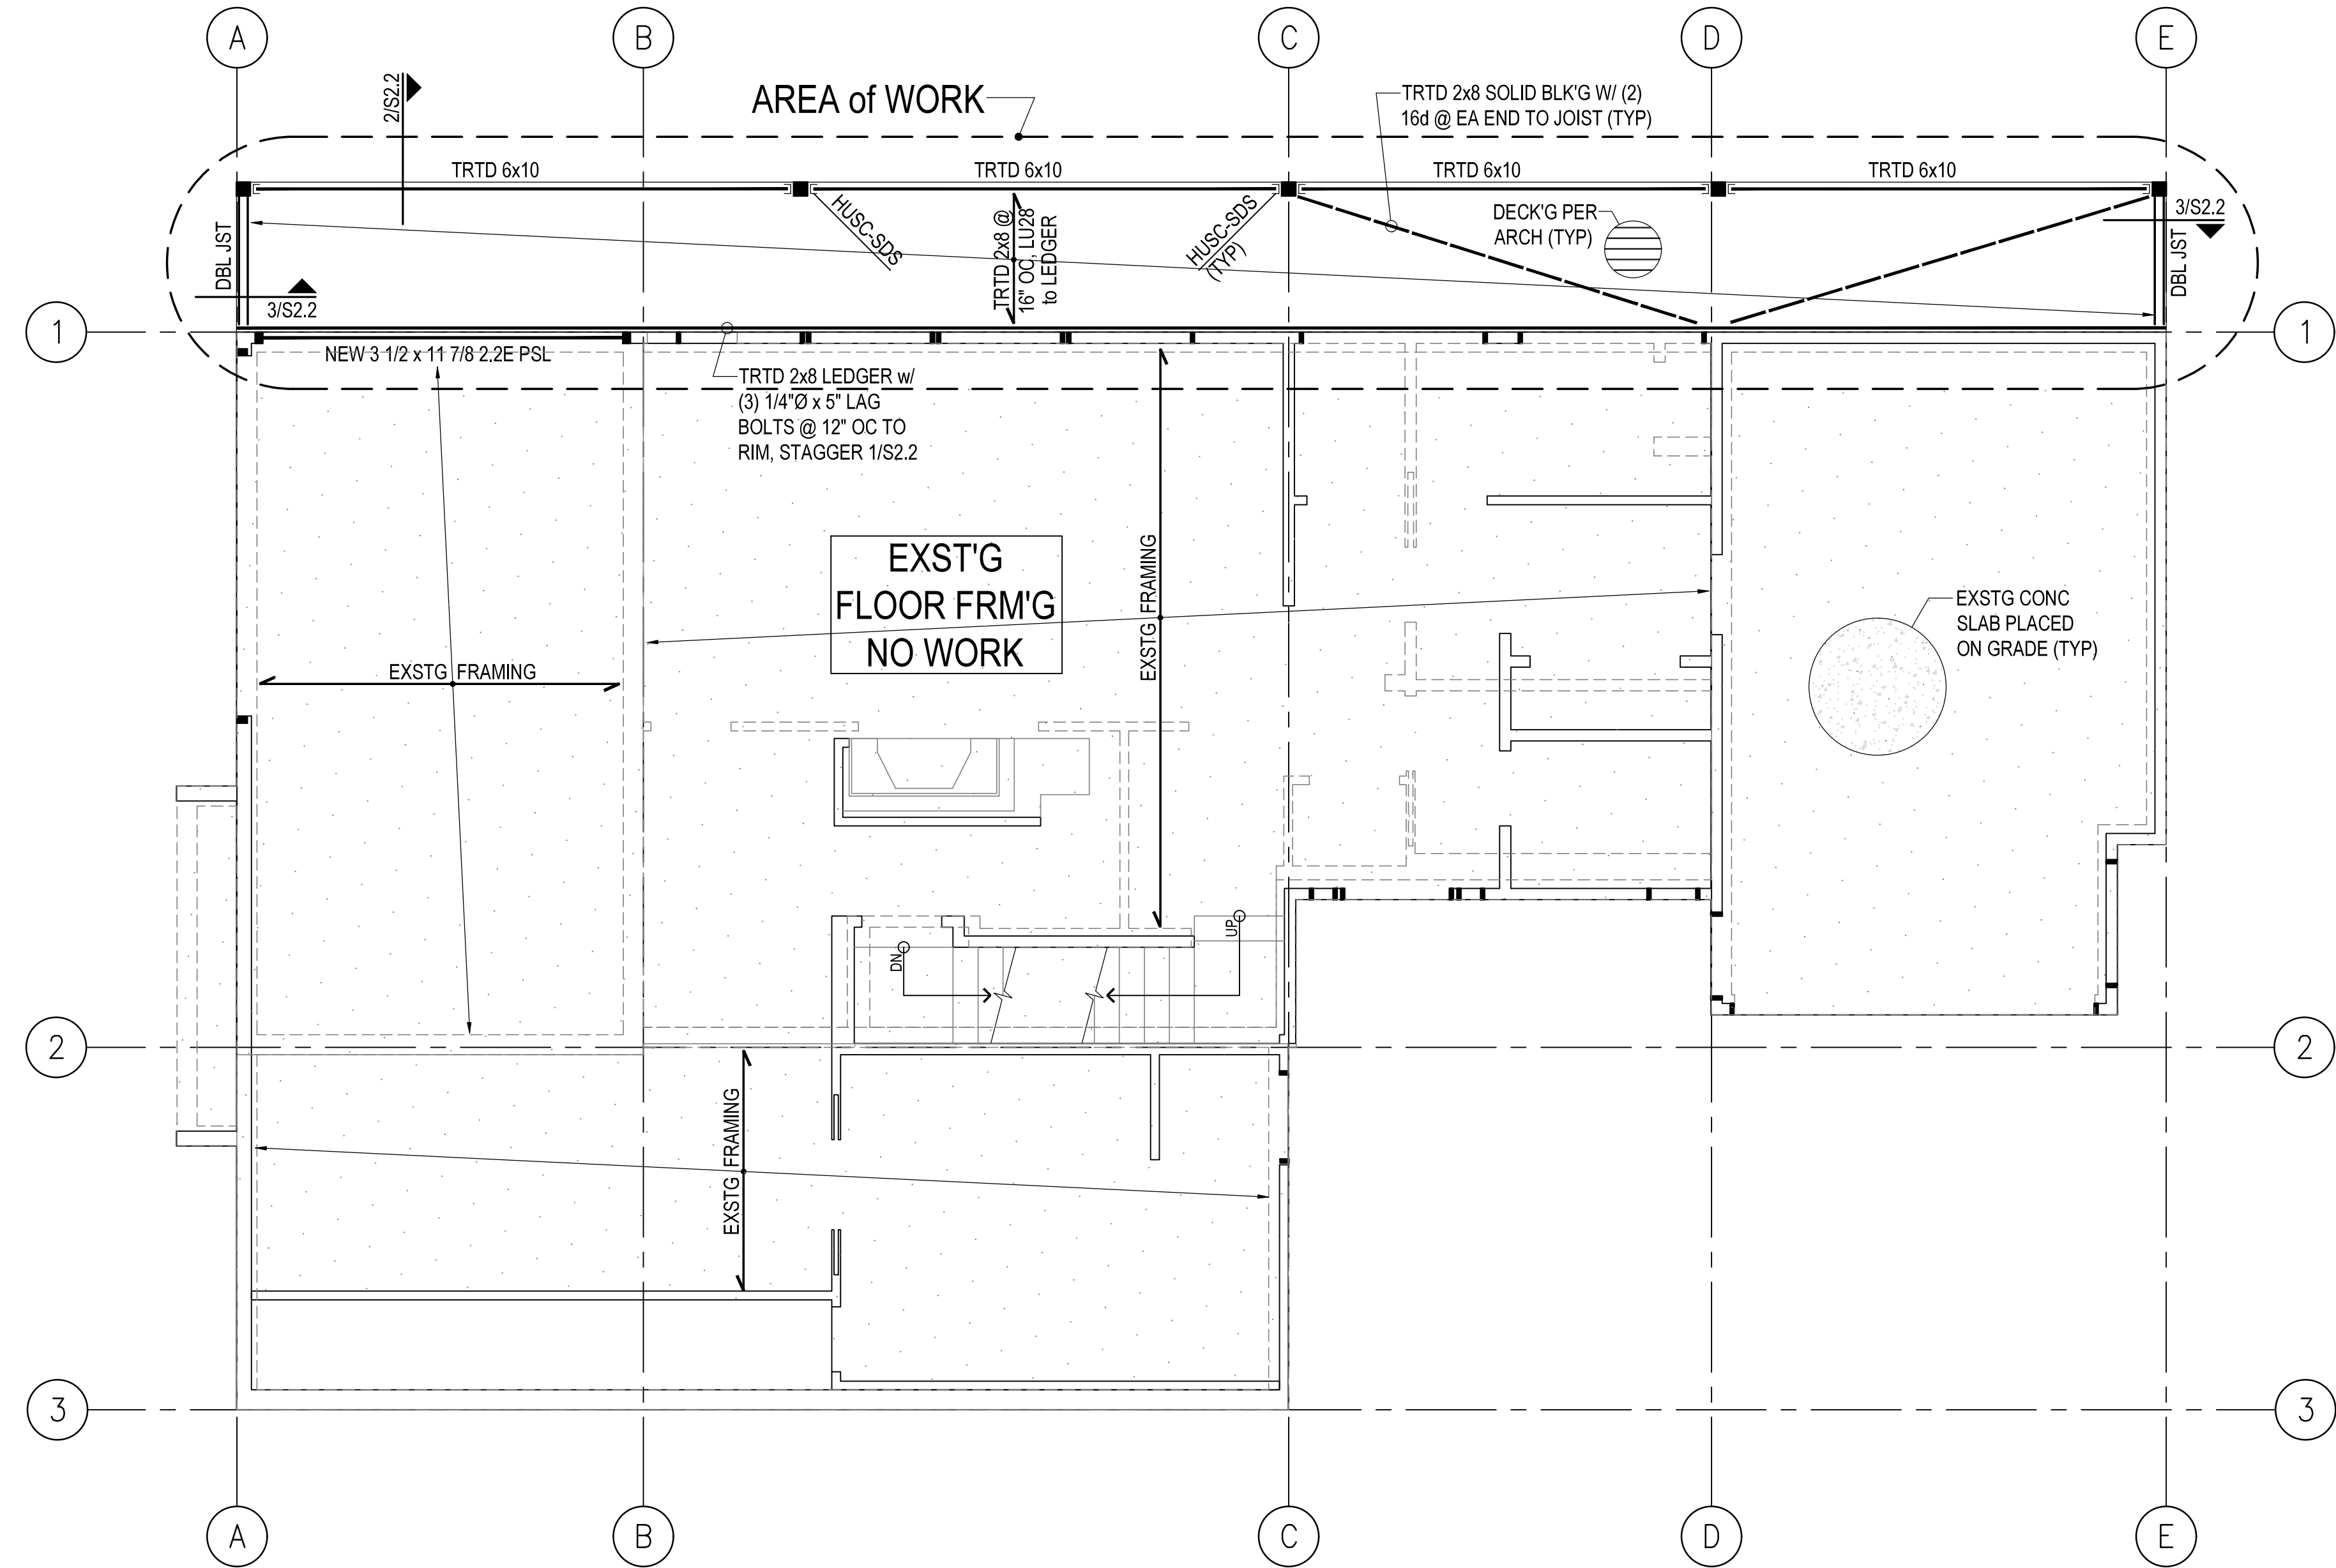 A
B
C
D
E
2/S2.2
AREA of WORK
TRTD 2x8 SOLID BLK'G W/ (2)
16d @ EA END TO JOIST (TYP)
TRTD 6x10
TRTD 6x10
TRTD 6x10
TRTD 6x10
DBL JST
HUSC-SDS
TRTD 2x8 @
16" OC, LU28
to LEDGER
HUSC-SDS
(TYP)
DECK'G PER
ARCH (TYP)
3/S2.2
DBL JST
3/S2.2
1
1
NEW 3 1/2 x 11 7/8 2.2E PSL
TRTD 2x8 LEDGER w/
(3) 1/4"Ø x 5" LAG
BOLTS @ 12" OC TO
RIM, STAGGER 1/S2.2
EXST'G
FLOOR FRM'G
NO WORK
EXSTG FRAMING
EXSTG CONC
SLAB PLACED
ON GRADE (TYP)
EXSTG FRAMING
DN
UP
2
2
EXSTG FRAMING
3
3
A
B
C
D
E